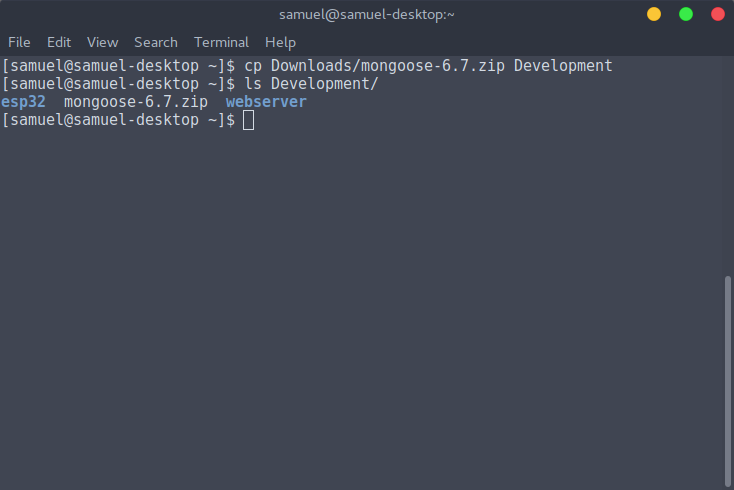 samuel@samuel-desktop:~
File Edit View Search Terminal Help
[samuel@samuel-desktop ~]$ cp Downloads/mongoose-6.7.zip Development
[samuel@samuel-desktop ~]$ ls Development/
esp32  mongoose-6.7.zip  webserver
[samuel@samuel-desktop ~]$